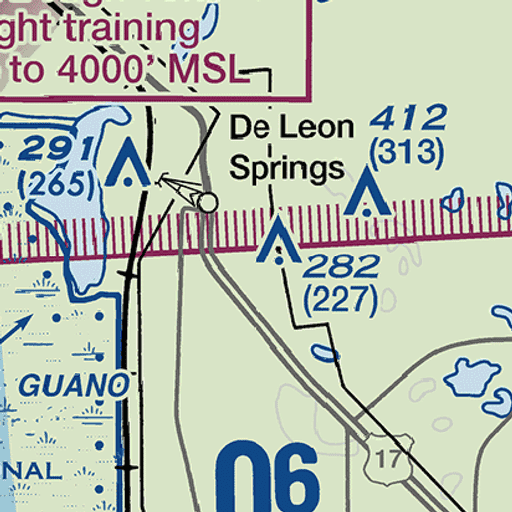 ght training
to 4000' MSL
De Leon
Springs
412
(313)
291
(265)
282
(227)
GUANO
NAL
17
06